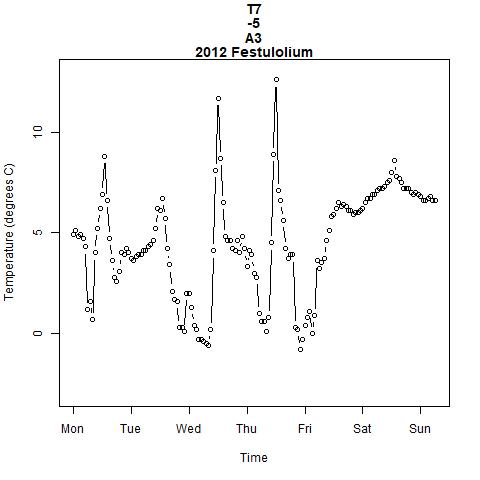 T7
-5
A3
2012 Festulolium
Temperature (degrees C)
10
5
0
Mon Tue Wed Thu Fri Sat Sun
Time